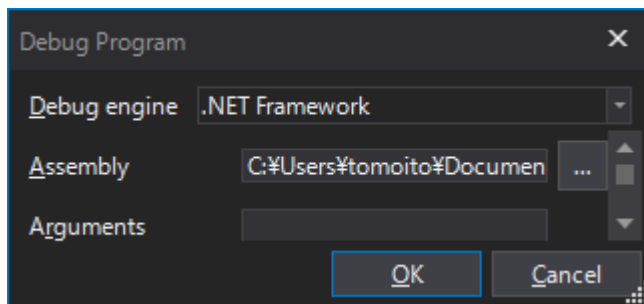 Debug Program
Debug engine .NET Framework
Assembly C:¥Users¥tomoito¥Documen ...
Arguments
OK Cancel